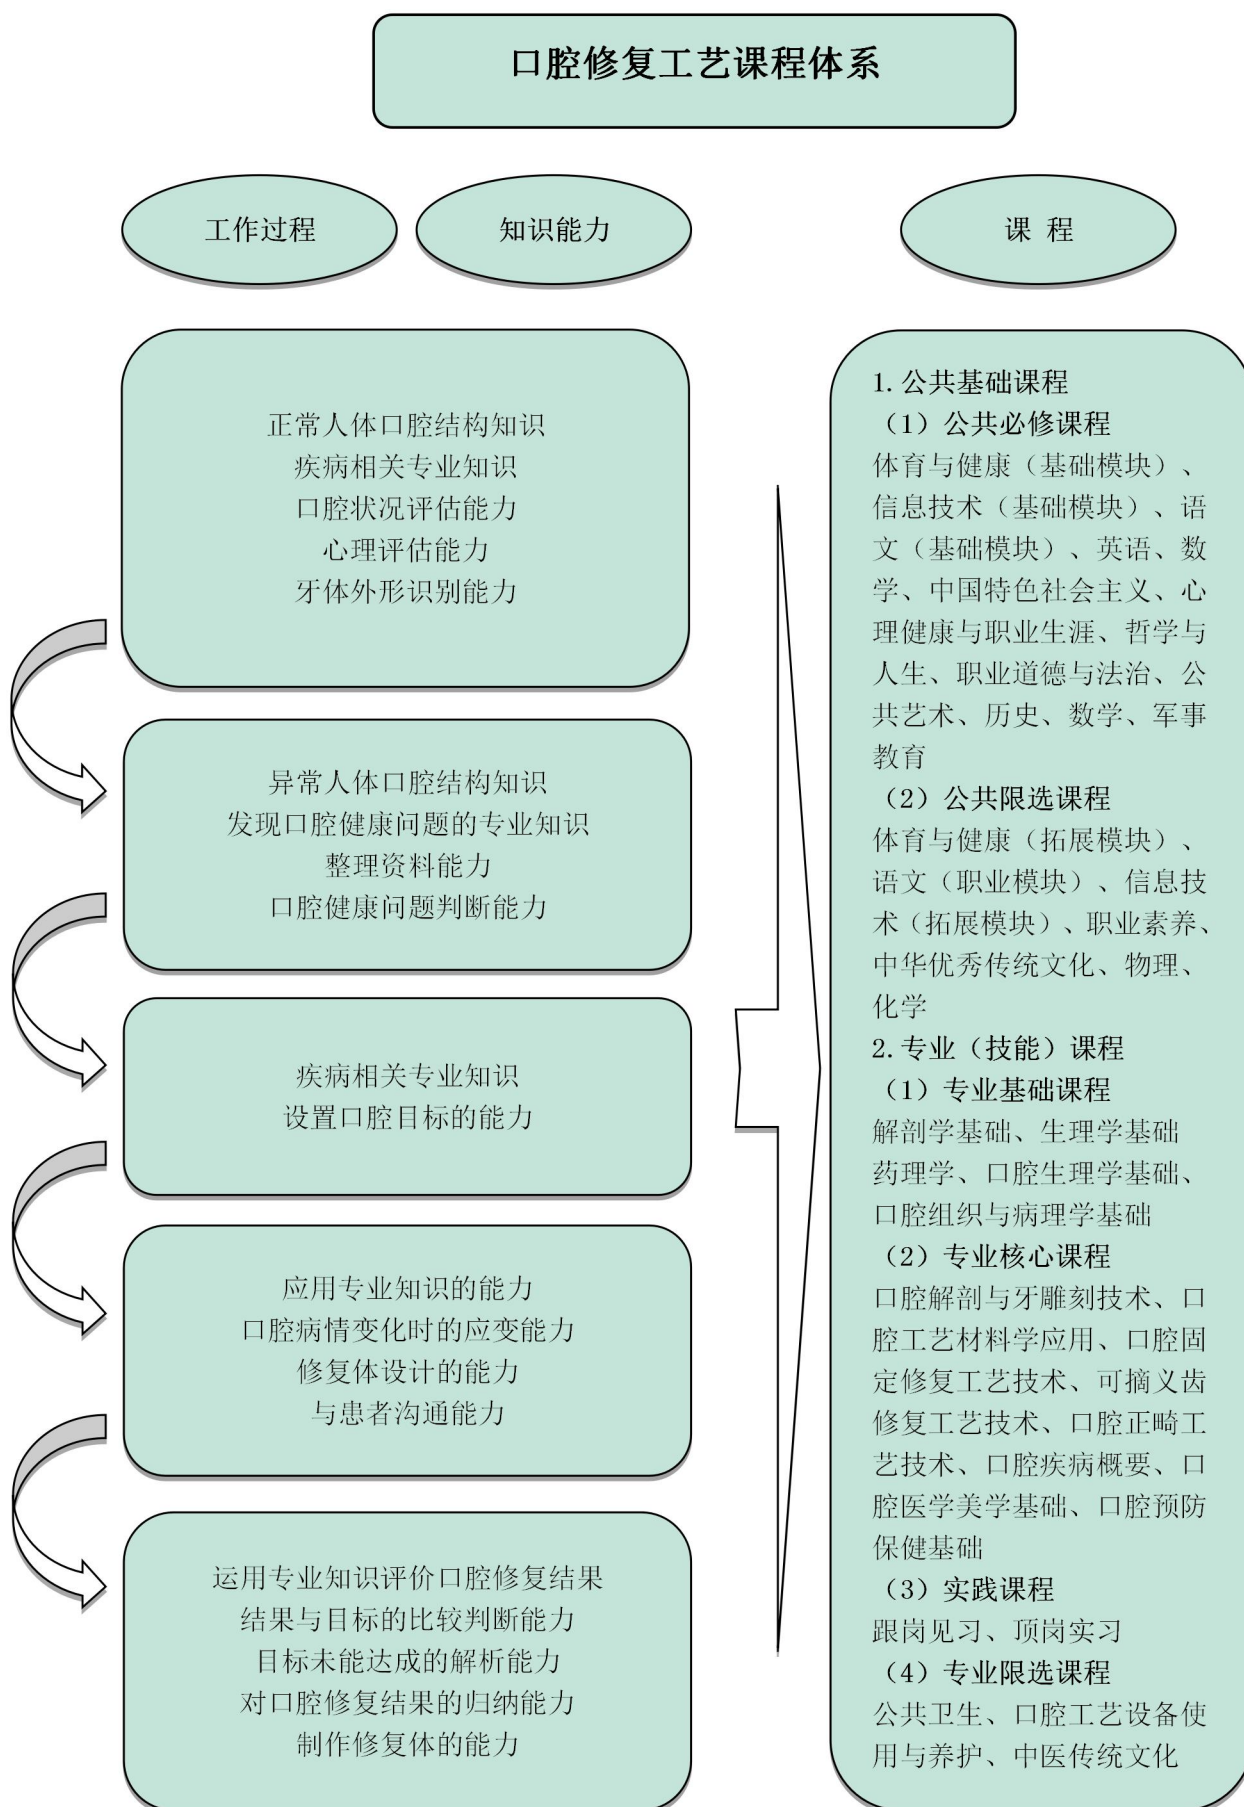 口腔修复工艺课程体系
工作过程
知识能力
课 程
正常人体口腔结构知识
疾病相关专业知识
口腔状况评估能力
心理评估能力
牙体外形识别能力
异常人体口腔结构知识
发现口腔健康问题的专业知识
整理资料能力
口腔健康问题判断能力
疾病相关专业知识
设置口腔目标的能力
应用专业知识的能力
口腔病情变化时的应变能力
修复体设计的能力
与患者沟通能力
运用专业知识评价口腔修复结果
结果与目标的比较判断能力
目标未能达成的解析能力
对口腔修复结果的归纳能力
制作修复体的能力
1.公共基础课程
（1）公共必修课程
体育与健康（基础模块）、
信息技术（基础模块）、语
文（基础模块）、英语、数
学、中国特色社会主义、心
理健康与职业生涯、哲学与
人生、职业道德与法治、公
共艺术、历史、数学、军事
教育
（2）公共限选课程
体育与健康（拓展模块）、
语文（职业模块）、信息技
术（拓展模块）、职业素养、
中华优秀传统文化、物理、
化学
2.专业（技能）课程
（1）专业基础课程
解剖学基础、生理学基础
药理学、口腔生理学基础、
口腔组织与病理学基础
（2）专业核心课程
口腔解剖与牙雕刻技术、口
腔工艺材料学应用、口腔固
定修复工艺技术、可摘义齿
修复工艺技术、口腔正畸工
艺技术、口腔疾病概要、口
腔医学美学基础、口腔预防
保健基础
（3）实践课程
跟岗见习、顶岗实习
（4）专业限选课程
公共卫生、口腔工艺设备使
用与养护、中医传统文化